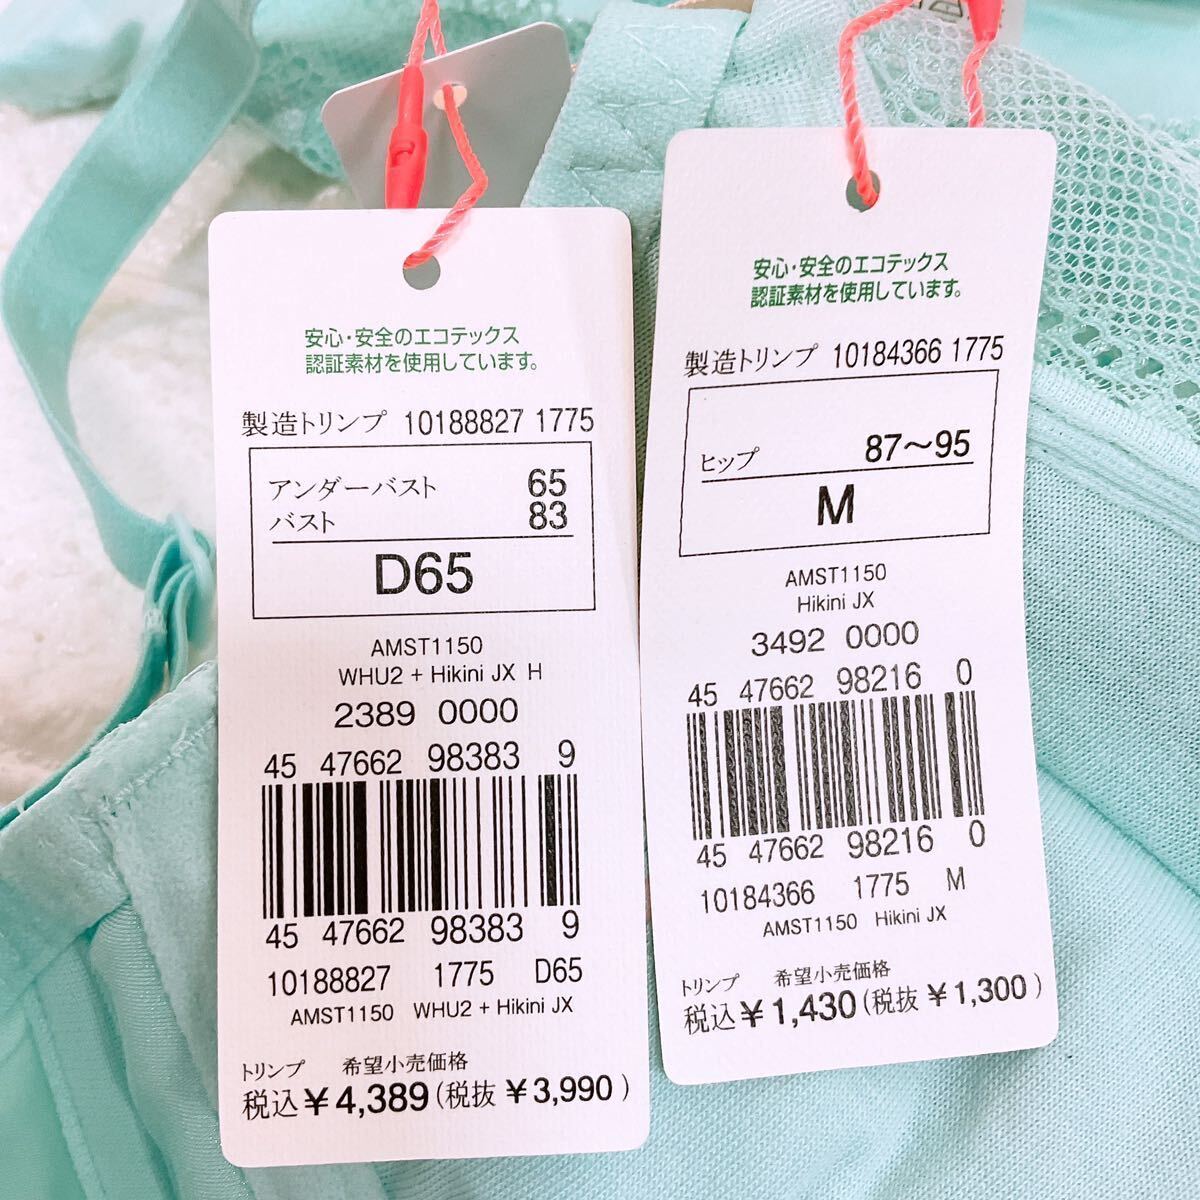 安心・安全のエコテックス
認証素材を使用しています。
製造トリンプ 10188827 1775
アンダーバスト 65
バスト 83
D65
AMST1150
WHU2 + Hikini JX H
2389 0000
45 47662 98383 9
45 47662 98383 9
10188827 1775 D65
AMST1150 WHU2 + Hikini JX
トリンプ 希望小売価格
税込￥4,389(税抜￥3,990)
安心・安全のエコテックス
認証素材を使用しています。
製造トリンプ 10184366 1775
ヒップ 87～95
M
AMST1150
Hikini JX
3492 0000
45 47662 98216 0
45 47662 98216 0
10184366 1775 M
AMST1150 Hikini JX
トリンプ 希望小売価格
税込￥1,430(税抜￥1,300)